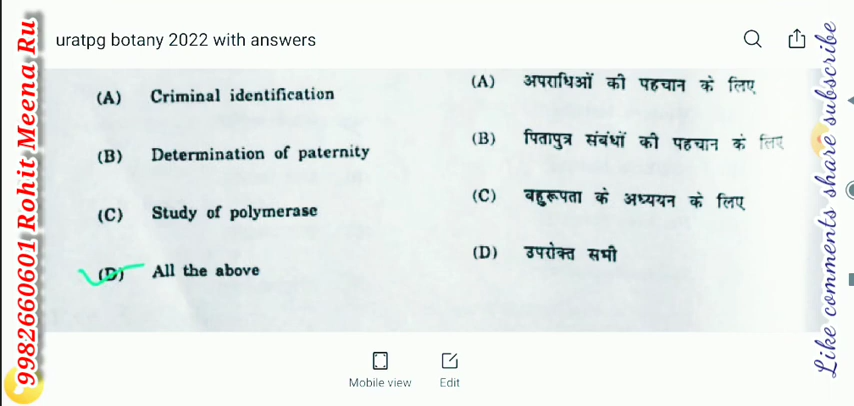 uratpg botany 2022 with answers
(A) Criminal identification
(B) Determination of paternity
(C) Study of polymerase
(D) All the above
(A) अपराधिओं की पहचान के लिए
(B) पितापुत्र संबंधों की पहचान के लिए
(C) बहुरूपता के अध्ययन के लिए
(D) उपरोक्त सभी
Mobile view
Edit
9982660601 Rohit Meena Ru
Like comments share subscribe